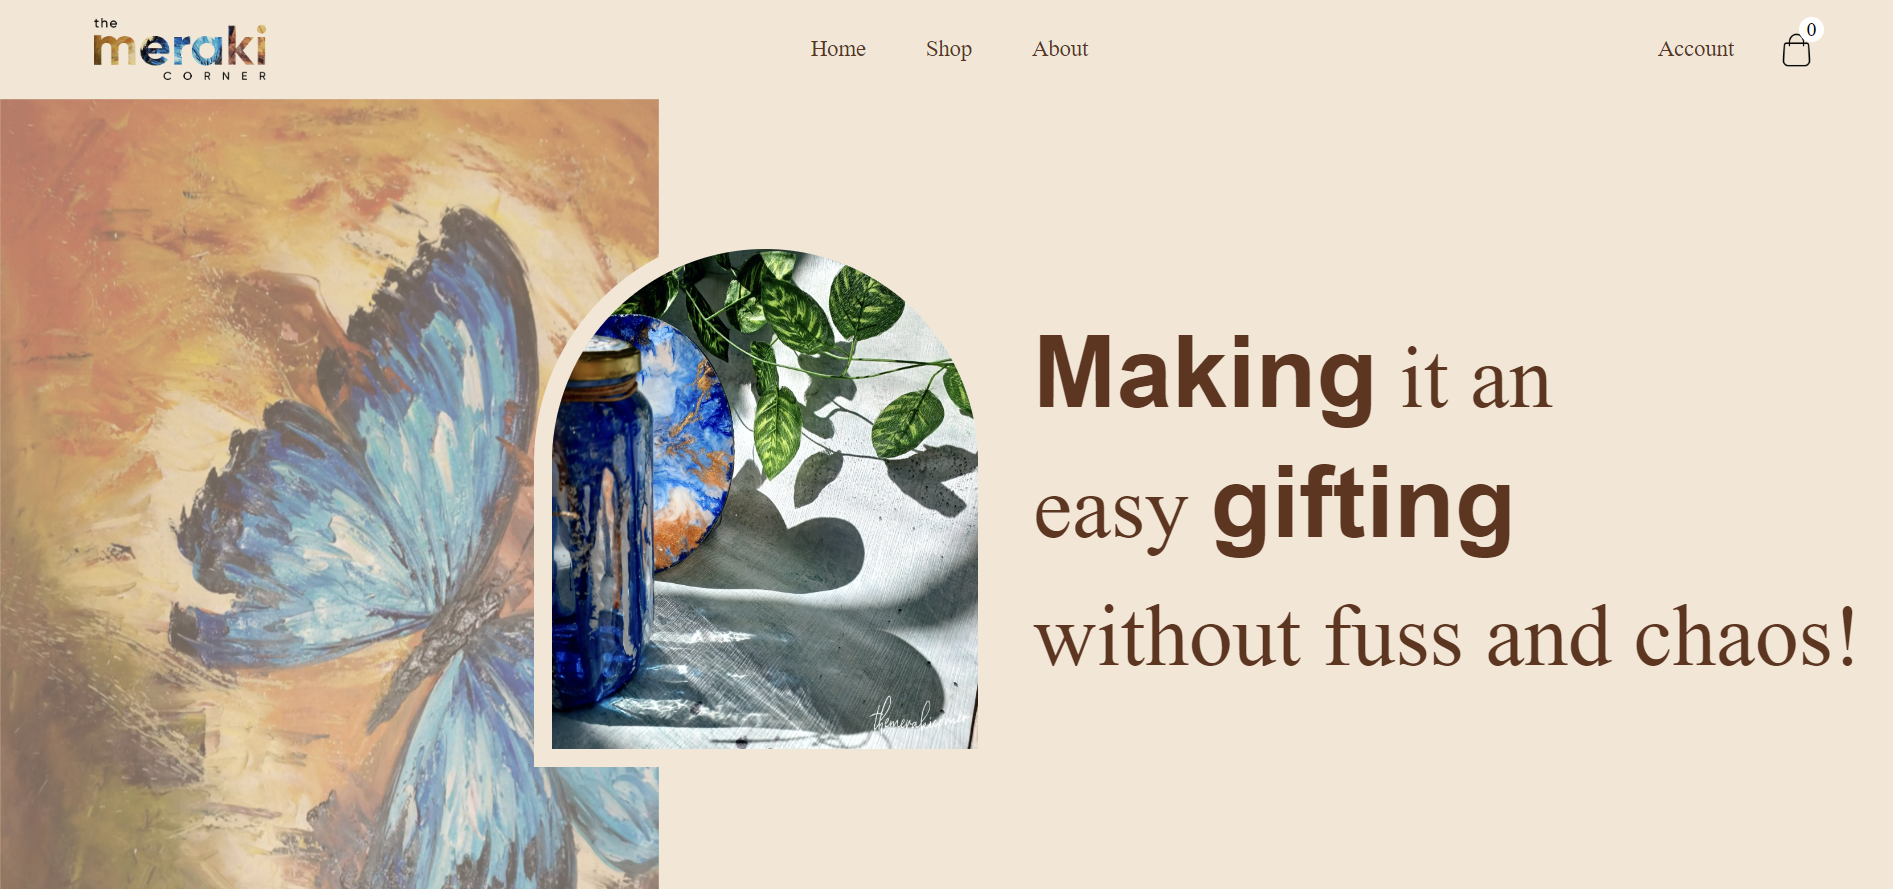 the
meraki
CORNER
Home
Shop
About
Account
0
Making it an
easy gifting
without fuss and chaos!
themerakicorner